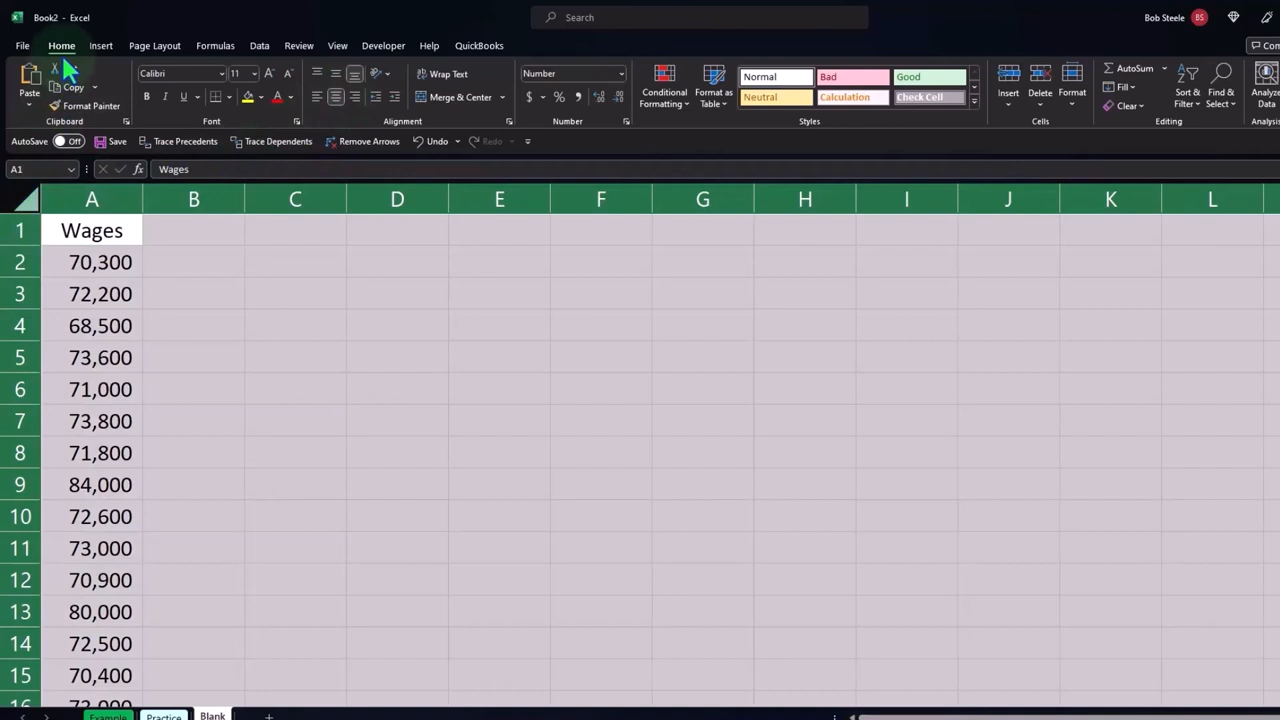 Book2 - Excel
Search
Bob Steele BS
File Home Insert Page Layout Formulas Data Review View Developer Help QuickBooks
Paste
Copy
Format Painter
Clipboard
Calibri 11
B I U
Font
Wrap Text
Merge & Center
Alignment
Number
$ % ,
Number
Conditional Formatting
Format as Table
Normal Bad Good
Neutral Calculation Check Cell
Styles
Insert Delete Format
Cells
AutoSum
Fill
Clear
Editing
Sort & Filter
Find & Select
Analyze
AutoSave Off Save Trace Precedents Trace Dependents Remove Arrows Undo Redo
A1 fx Wages
A B C D E F G H I J K L
1 Wages
2 70,300
3 72,200
4 68,500
5 73,600
6 71,000
7 73,800
8 71,800
9 84,000
10 72,600
11 73,000
12 70,900
13 80,000
14 72,500
15 70,400
Example Practice Blank